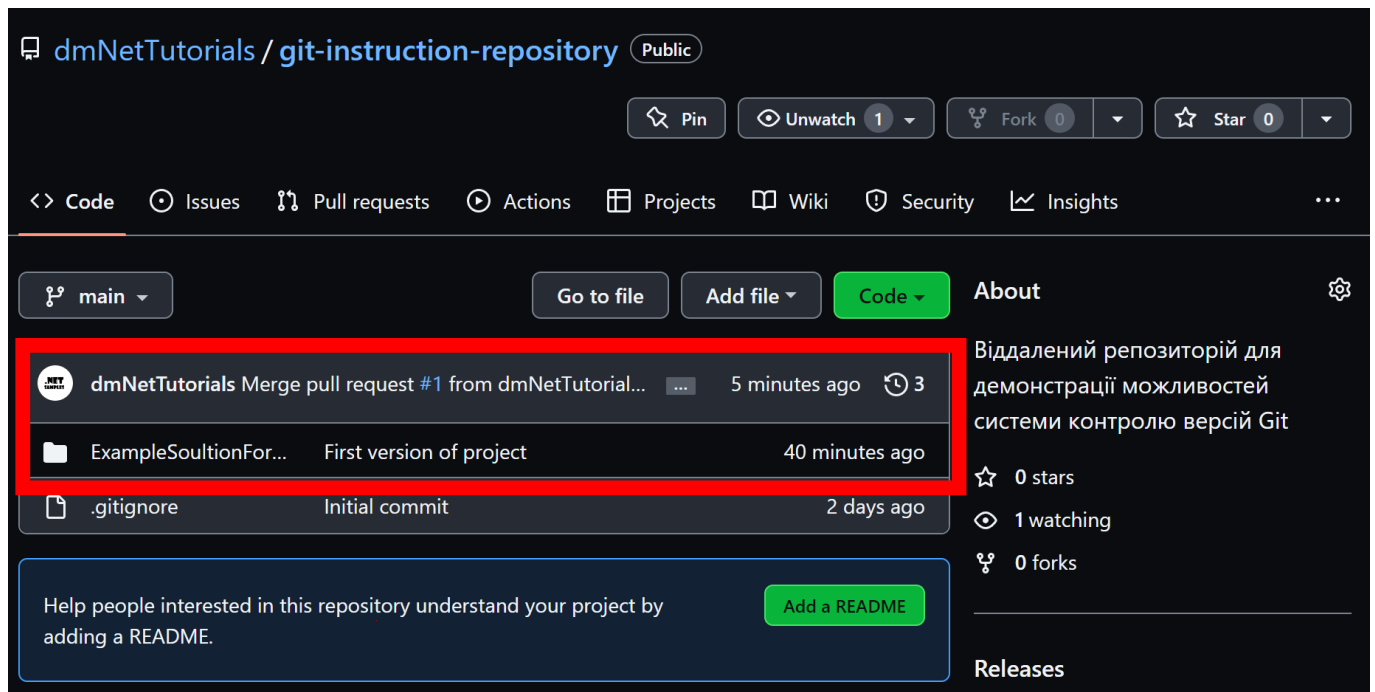 dmNetTutorials / git-instruction-repository Public
Pin Unwatch 1 Fork 0 Star 0
Code Issues Pull requests Actions Projects Wiki Security Insights ...
main Go to file Add file Code
dmNetTutorials Merge pull request #1 from dmNetTutorial... ... 5 minutes ago 3
ExampleSoultionFor... First version of project 40 minutes ago
.gitignore Initial commit 2 days ago
Help people interested in this repository understand your project by
adding a README.
Add a README
About
Віддалений репозиторій для
демонстрації можливостей
системи контролю версій Git
0 stars
1 watching
0 forks
Releases